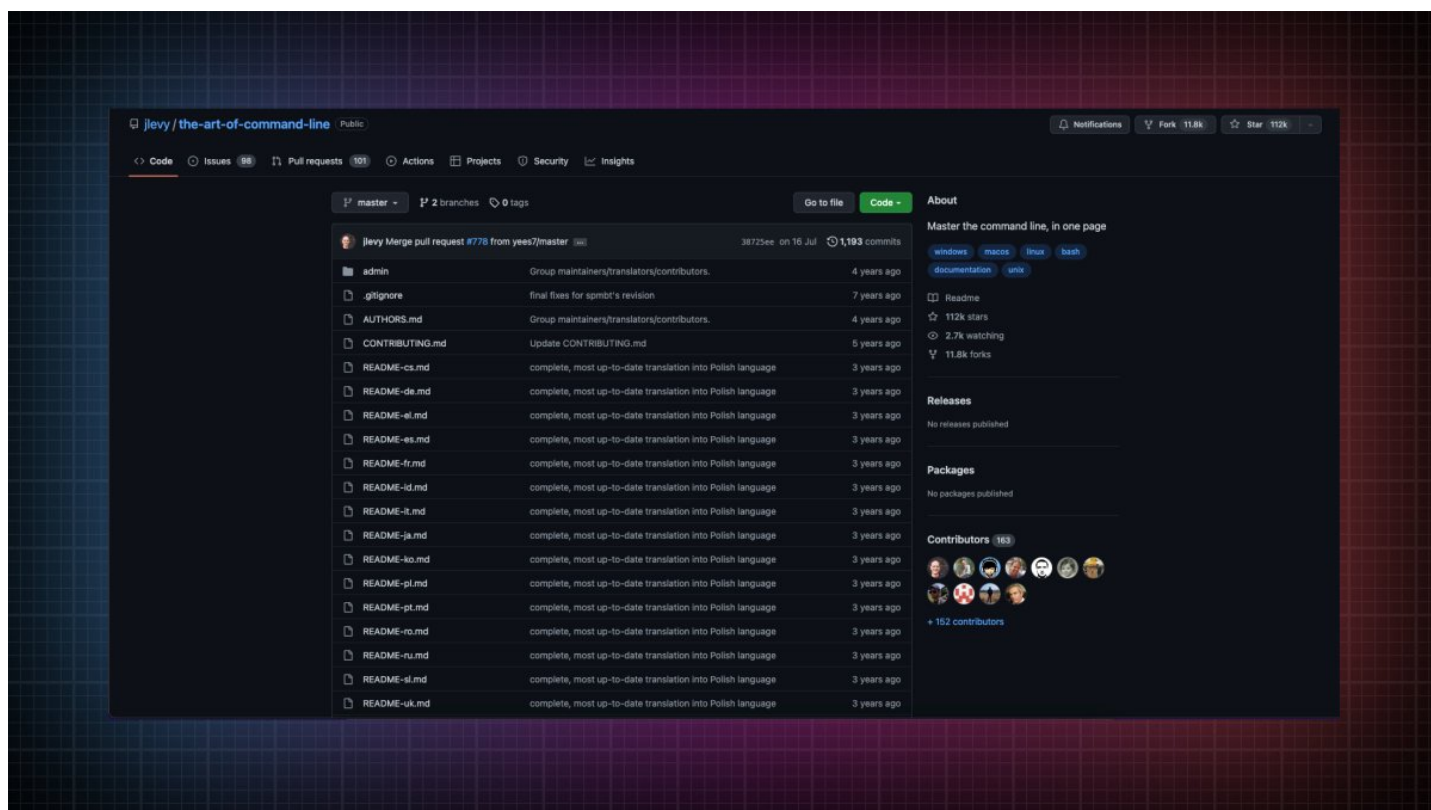 jlevy / the-art-of-command-line Public
Notifications Fork 11.8k Star 112k
Code Issues 98 Pull requests 101 Actions Projects Security Insights
master 2 branches 0 tags Go to file Code
jlevy Merge pull request #778 from yees7/master ... 38725ee on 16 Jul 1,193 commits
admin Group maintainers/translators/contributors. 4 years ago
.gitignore final fixes for spmbt's revision 7 years ago
AUTHORS.md Group maintainers/translators/contributors. 4 years ago
CONTRIBUTING.md Update CONTRIBUTING.md 5 years ago
README-cs.md complete, most up-to-date translation into Polish language 3 years ago
README-de.md complete, most up-to-date translation into Polish language 3 years ago
README-el.md complete, most up-to-date translation into Polish language 3 years ago
README-es.md complete, most up-to-date translation into Polish language 3 years ago
README-fr.md complete, most up-to-date translation into Polish language 3 years ago
README-id.md complete, most up-to-date translation into Polish language 3 years ago
README-it.md complete, most up-to-date translation into Polish language 3 years ago
README-ja.md complete, most up-to-date translation into Polish language 3 years ago
README-ko.md complete, most up-to-date translation into Polish language 3 years ago
README-pl.md complete, most up-to-date translation into Polish language 3 years ago
README-pt.md complete, most up-to-date translation into Polish language 3 years ago
README-ro.md complete, most up-to-date translation into Polish language 3 years ago
README-ru.md complete, most up-to-date translation into Polish language 3 years ago
README-sl.md complete, most up-to-date translation into Polish language 3 years ago
README-uk.md complete, most up-to-date translation into Polish language 3 years ago
About
Master the command line, in one page
windows macos linux bash
documentation unix
Readme
112k stars
2.7k watching
11.8k forks
Releases
No releases published
Packages
No packages published
Contributors 163
+ 152 contributors